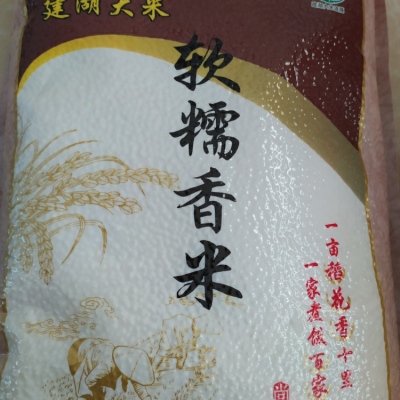 建湖大米
软糯香米
一亩稻花香十里
一家煮饭百家